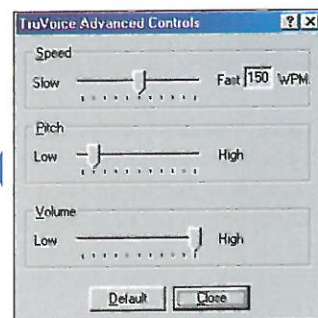 TruVoice Advanced Controls
Speed
Slow Fast 150 WPM.
Pitch
Low High
Volume
Low High
Default Close